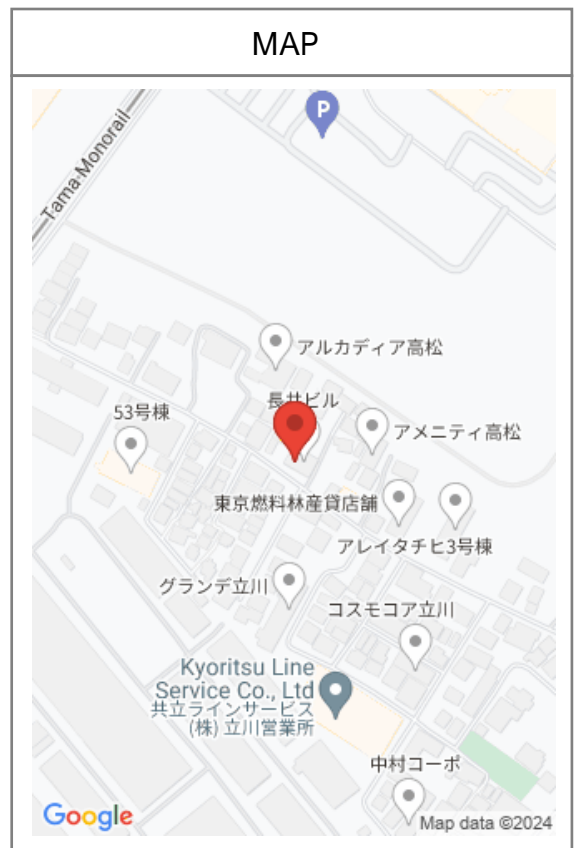 MAP
P
Tama Monorail
アルカディア高松
長井ビル
53号棟
アメニティ高松
東京燃料林産貸店舗
アレイタチヒ3号棟
グランデ立川
コスモコア立川
Kyoritsu Line
Service Co., Ltd
共立ラインサービス
(株) 立川営業所
中村コーポ
Google
Map data ©2024